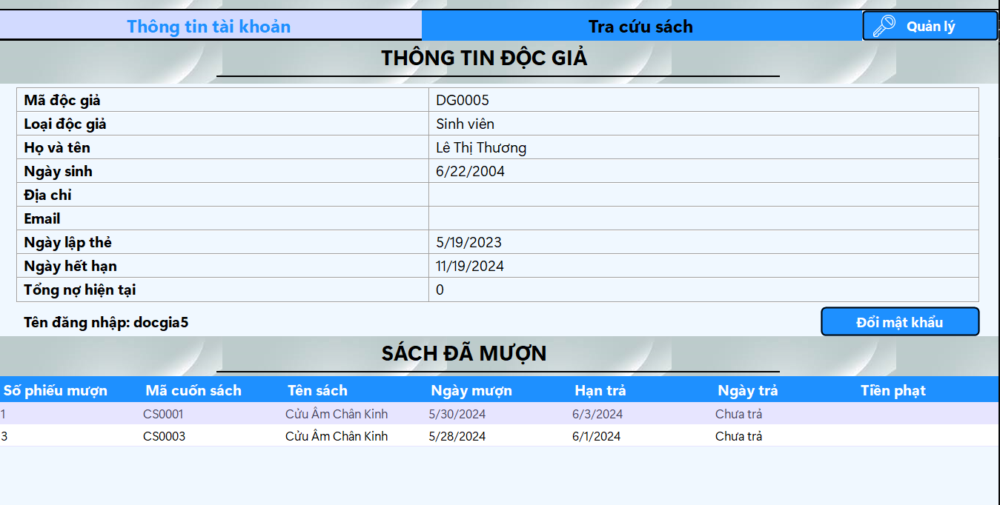 Thông tin tài khoản Tra cứu sách Quản lý
THÔNG TIN ĐỘC GIẢ
Mã độc giả DG0005
Loại độc giả Sinh viên
Họ và tên Lê Thị Thương
Ngày sinh 6/22/2004
Địa chỉ
Email
Ngày lập thẻ 5/19/2023
Ngày hết hạn 11/19/2024
Tổng nợ hiện tại 0
Tên đăng nhập: docgia5 Đổi mật khẩu
SÁCH ĐÃ MƯỢN
Số phiếu mượn Mã cuốn sách Tên sách Ngày mượn Hạn trả Ngày trả Tiền phạt
1 CS0001 Cửu Âm Chân Kinh 5/30/2024 6/3/2024 Chưa trả
3 CS0003 Cửu Âm Chân Kinh 5/28/2024 6/1/2024 Chưa trả